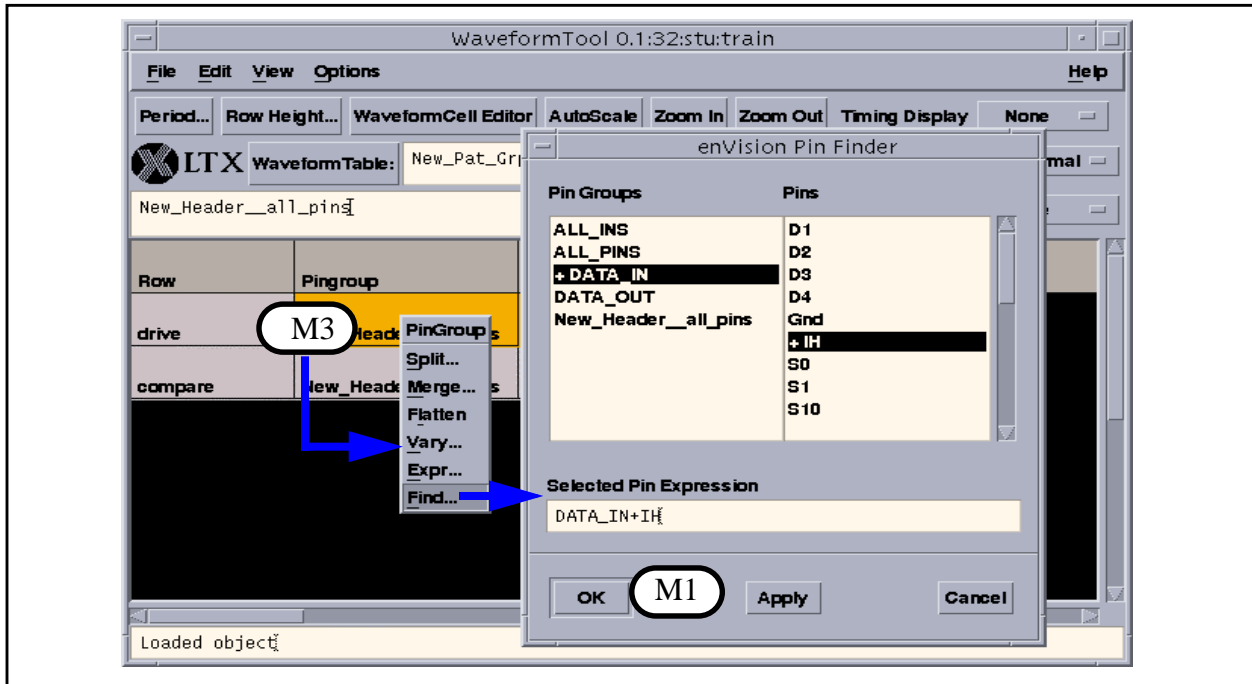 WaveformTool 0.1:32:stu:train
File Edit View Options Help
Period... Row Height... WaveformCell Editor AutoScale Zoom In Zoom Out Timing Display None
LTX WaveformTable: New_Pat_Grp
New_Header__all_pins
Row Pingroup
drive
compare New_Head s
M3
PinGroup
Split...
Merge...
Flatten
Vary...
Expr...
Find...
enVision Pin Finder
Pin Groups Pins
ALL_INS D1
ALL_PINS D2
+ DATA_IN D3
DATA_OUT D4
New_Header__all_pins Gnd
+ IH
S0
S1
S10
Selected Pin Expression
DATA_IN+IH
OK M1 Apply Cancel
Loaded object